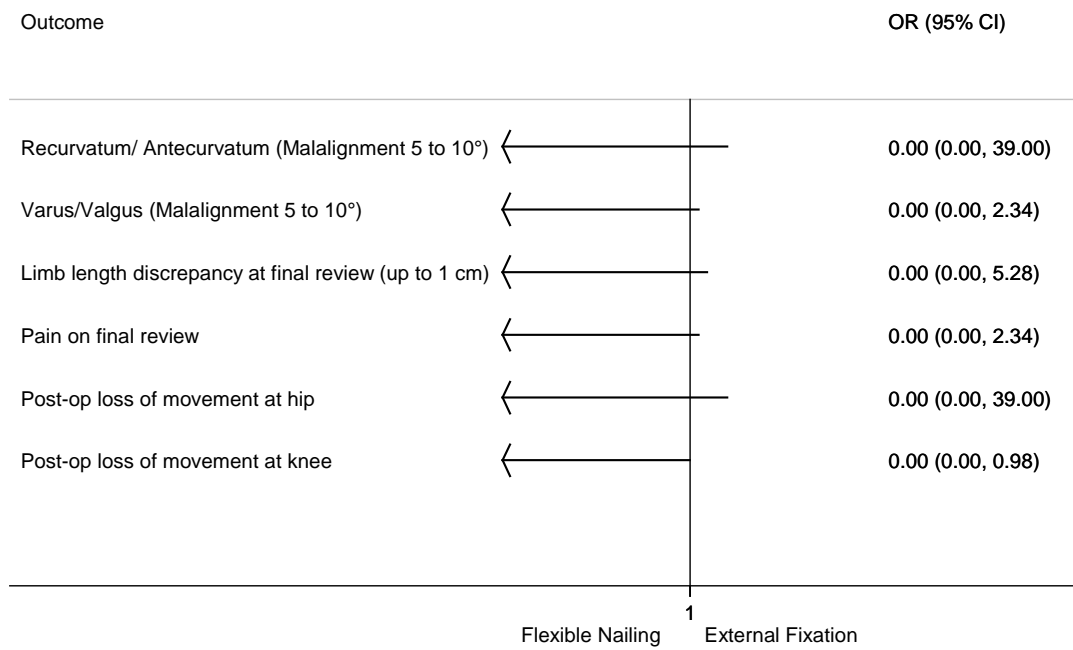 Outcome OR (95% CI)
Recurvatum/ Antecurvatum (Malalignment 5 to 10°) 0.00 (0.00, 39.00)
Varus/Valgus (Malalignment 5 to 10°) 0.00 (0.00, 2.34)
Limb length discrepancy at final review (up to 1 cm) 0.00 (0.00, 5.28)
Pain on final review 0.00 (0.00, 2.34)
Post-op loss of movement at hip 0.00 (0.00, 39.00)
Post-op loss of movement at knee 0.00 (0.00, 0.98)
1
Flexible Nailing External Fixation